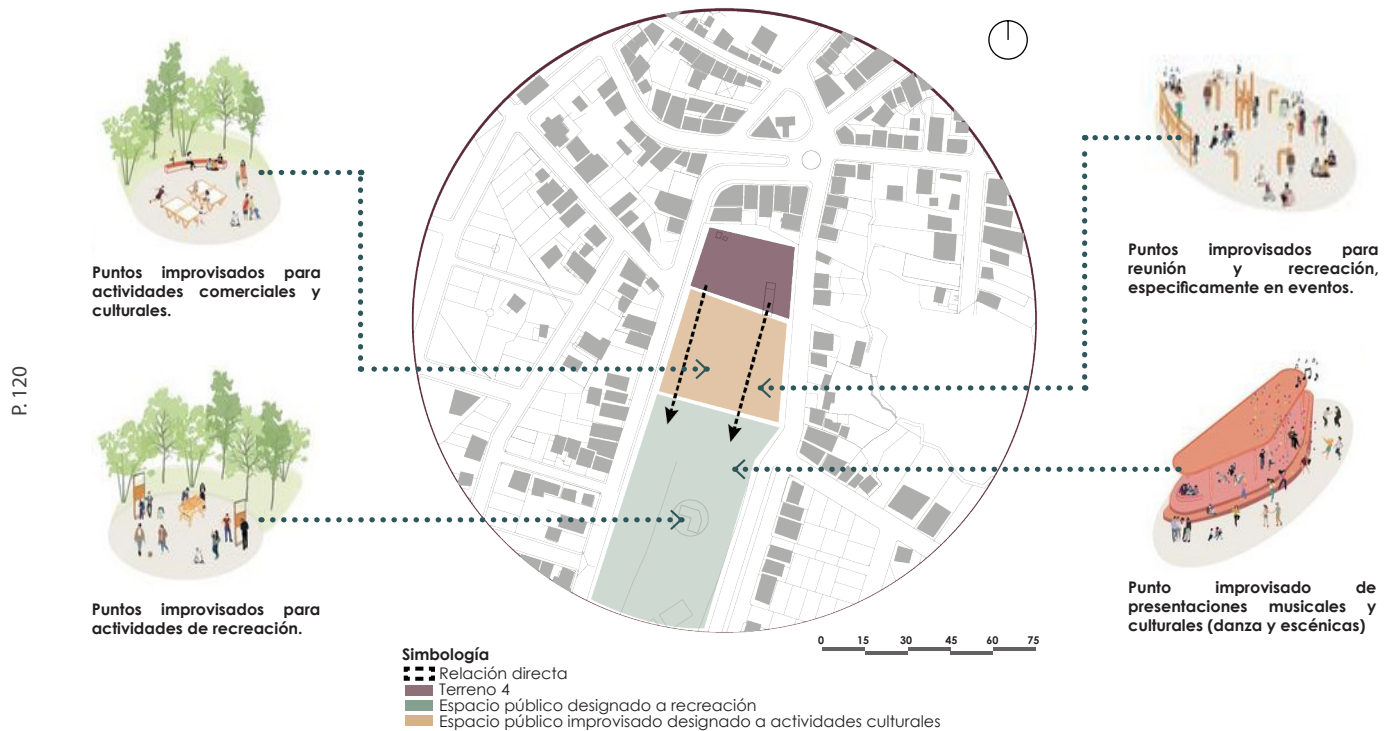 Puntos improvisados para
actividades comerciales y
culturales.
Puntos improvisados para
reunión y recreación,
especificamente en eventos.
P. 120
Puntos improvisados para
actividades de recreación.
Punto improvisado de
presentaciones musicales y
culturales (danza y escénicas)
0 15 30 45 60 75
Simbología
Relación directa
Terreno 4
Espacio público designado a recreación
Espacio público improvisado designado a actividades culturales